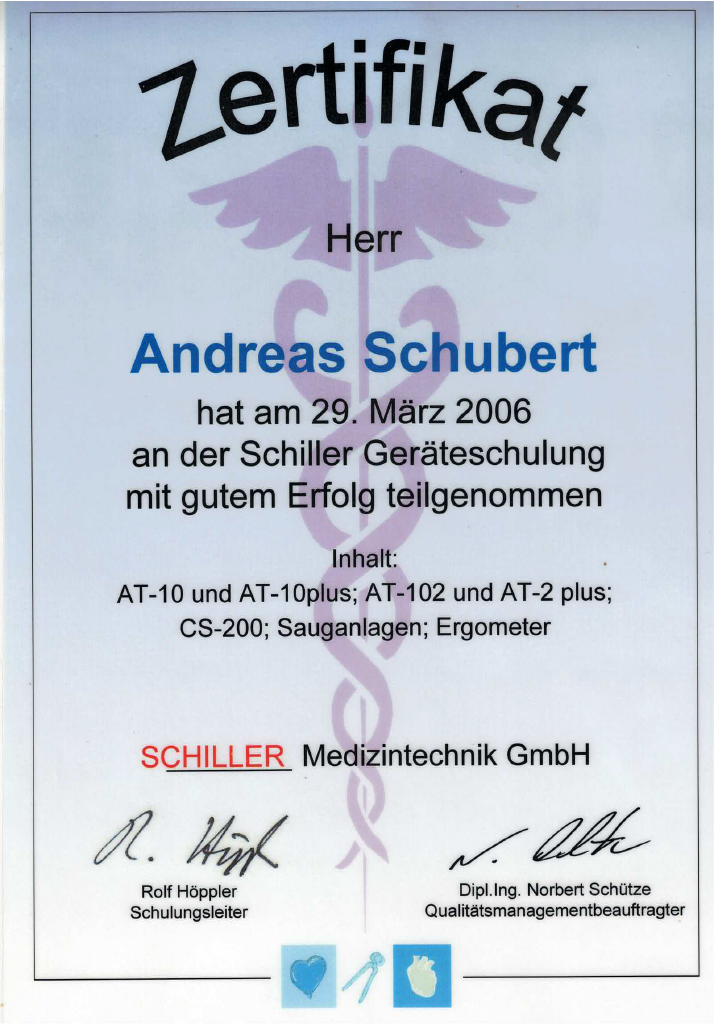 Zertifikat
Herr
Andreas Schubert
hat am 29. März 2006
an der Schiller Geräteschulung
mit gutem Erfolg teilgenommen
Inhalt:
AT-10 und AT-10plus; AT-102 und AT-2 plus;
CS-200; Sauganlagen; Ergometer
SCHILLER Medizintechnik GmbH
R. Höppl
Rolf Höppler
Schulungsleiter
Dipl.Ing. Norbert Schütze
Qualitätsmanagementbeauftragter